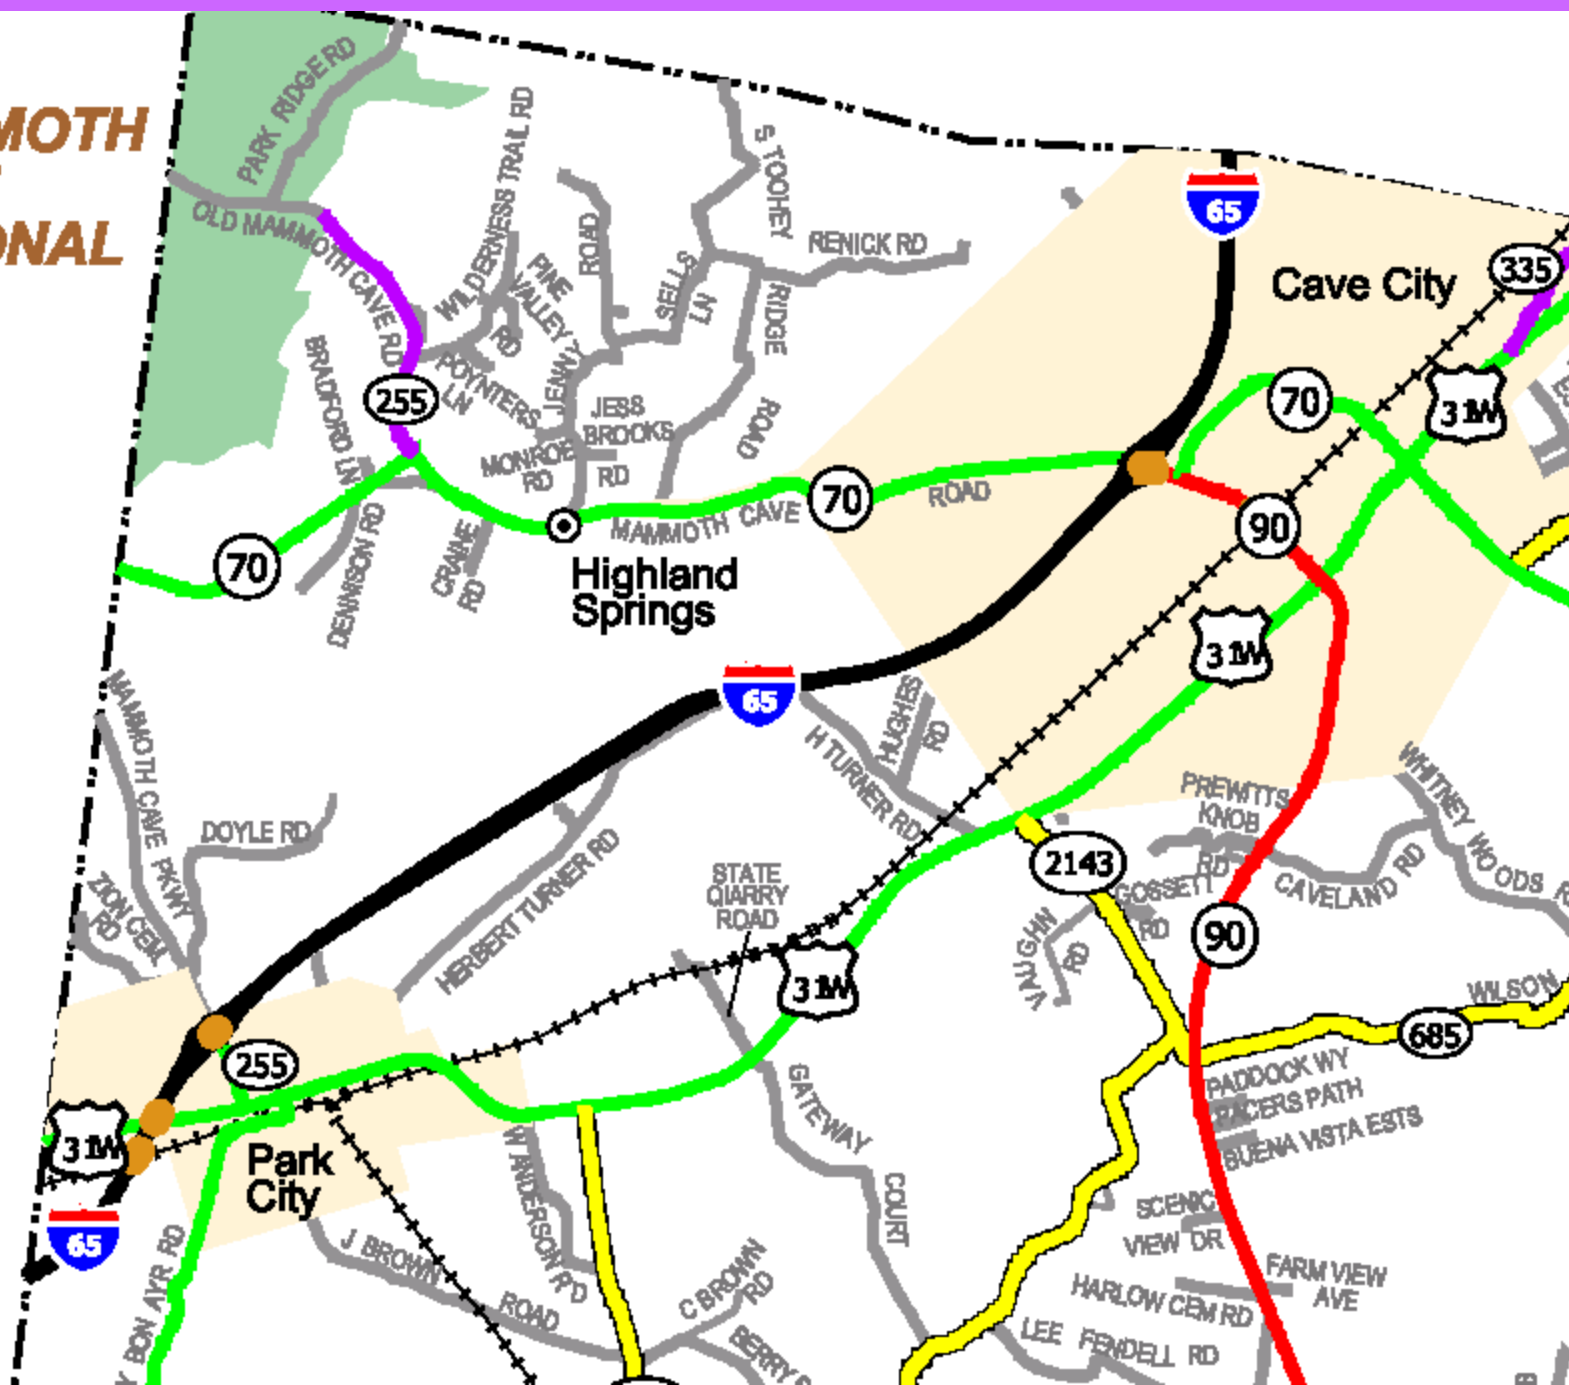 MOTH
ONAL
PARK RIDGE RD
OLD MAMMOTH CAVE RD
WILDERNESS TRAIL RD
PINE
VALLEY
RD
ROAD
JENNY
SELLS
LN
S TOOHEY
RIDGE
ROAD
RENICK RD
65
Cave City
335
31W
70
255
BRADFORD LN
POYNTERS
LN
JESS
BROOKS
RD
MONROE
RD
70
MAMMOTH CAVE
ROAD
90
70
DENNISON RD
CRAINE
RD
Highland
Springs
31W
65
HUGHES
RD
H TURNER RD
MAMMOTH CAVE PKWY
DOYLE RD
ZION CEM
RD
HERBERT TURNER RD
STATE
QIARRY
ROAD
2143
PREWITTS
KNOB
RD
CAVELAND RD
WHITNEY WOODS R
GOSSETT
RD
VAUGHN
RD
90
31W
WILSON
685
255
31W
Park
City
65
GATEWAY
COURT
PADDOCK WY
PACERS PATH
BUENA VISTA ESTS
SCENIC
VIEW DR
FARM VIEW
AVE
HARLOW CEM RD
LEE FENDELL RD
W ANDERSON RD
J BROWN
ROAD
C BROWN
RD
BERRY S
Y BON AYR RD